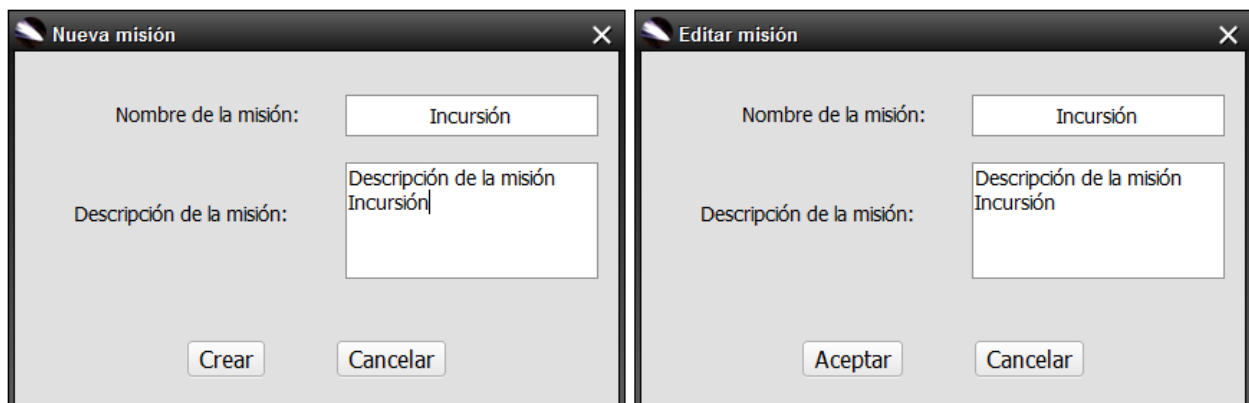 Nueva misión
Nombre de la misión:
Incursión
Descripción de la misión:
Descripción de la misión
Incursión
Crear
Cancelar
Editar misión
Nombre de la misión:
Incursión
Descripción de la misión:
Descripción de la misión
Incursión
Aceptar
Cancelar